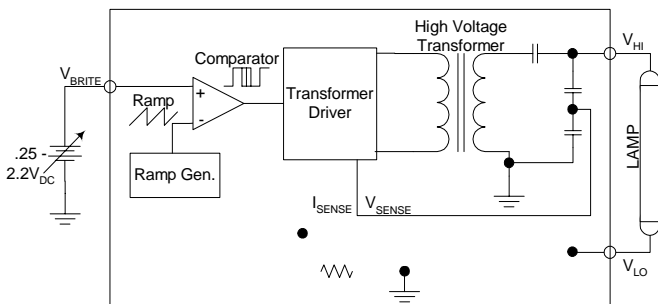 High Voltage
Transformer
V_HI
Comparator
V_BRITE
+
Ramp
-
Transformer
Driver
.25 -
2.2V_DC
Ramp Gen.
LAMP
I_SENSE
V_SENSE
V_LO